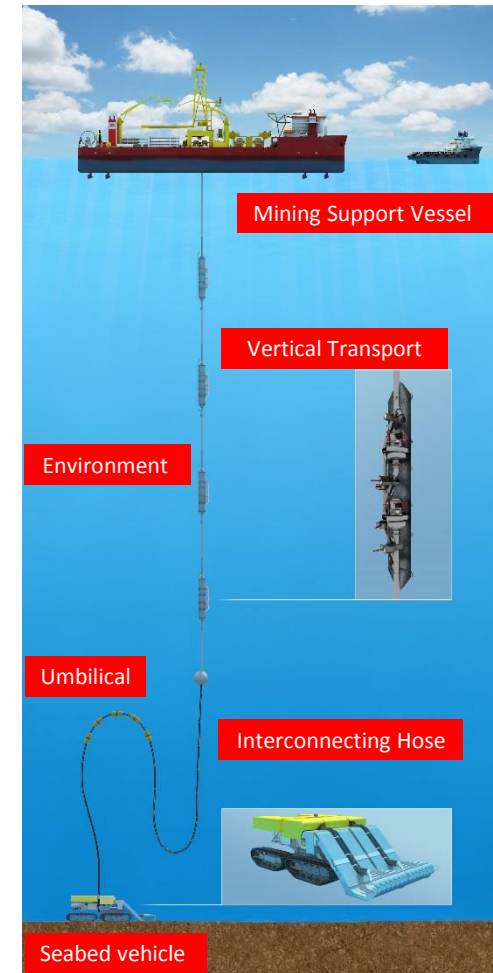 Mining Support Vessel
Vertical Transport
Environment
Umbilical
Interconnecting Hose
Seabed vehicle